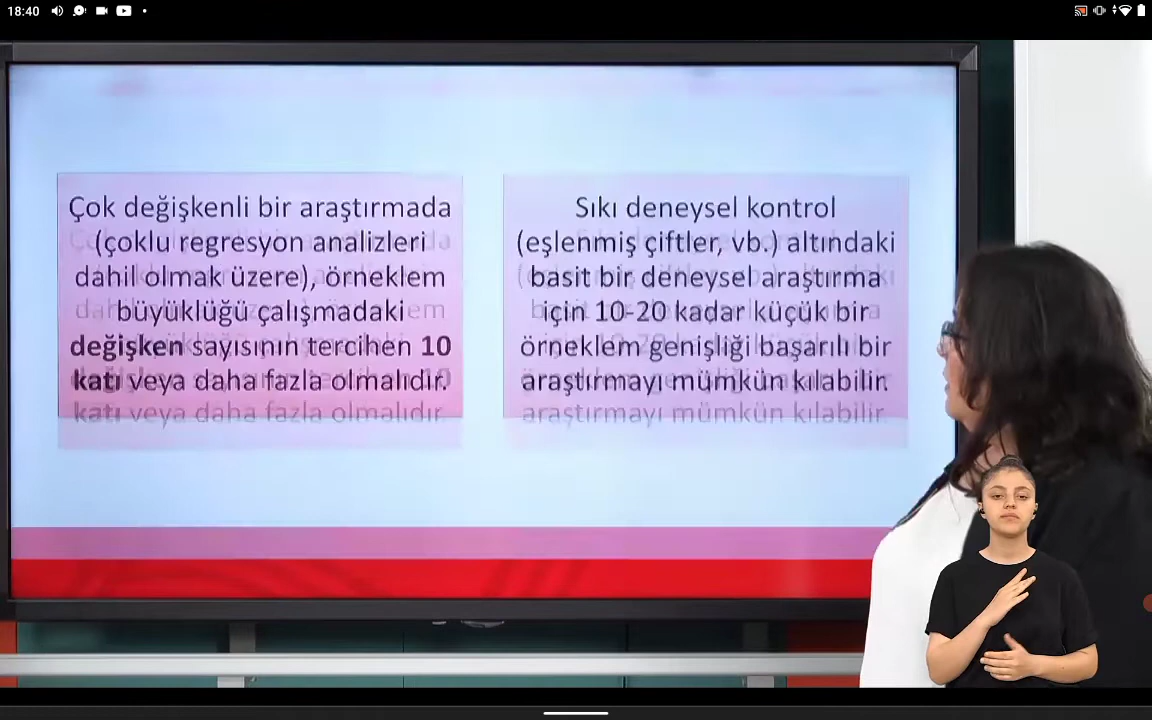 18:40
Çok değişkenli bir araştırmada
(çoklu regresyon analizleri
dahil olmak üzere), örneklem
büyüklüğü çalışmadaki
değişken sayısının tercihen 10
katı veya daha fazla olmalıdır.
Sıkı deneysel kontrol
(eşlenmiş çiftler, vb.) altındaki
basit bir deneysel araştırma
için 10-20 kadar küçük bir
örneklem genişliği başarılı bir
araştırmayı mümkün kılabilir.